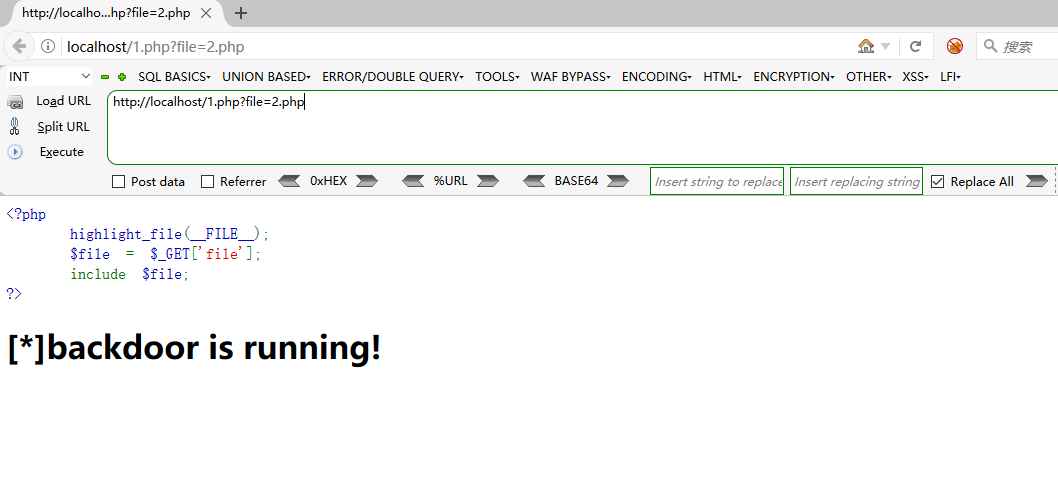 http://localho...hp?file=2.php
localhost/1.php?file=2.php
搜索
INT SQL BASICS UNION BASED ERROR/DOUBLE QUERY TOOLS WAF BYPASS ENCODING HTML ENCRYPTION OTHER XSS LFI
Load URL
http://localhost/1.php?file=2.php
Split URL
Execute
Post data Referrer 0xHEX %URL BASE64 Insert string to replace Insert replacing string Replace All
<?php
highlight_file(__FILE__);
$file = $_GET['file'];
include $file;
?>
[*]backdoor is running!